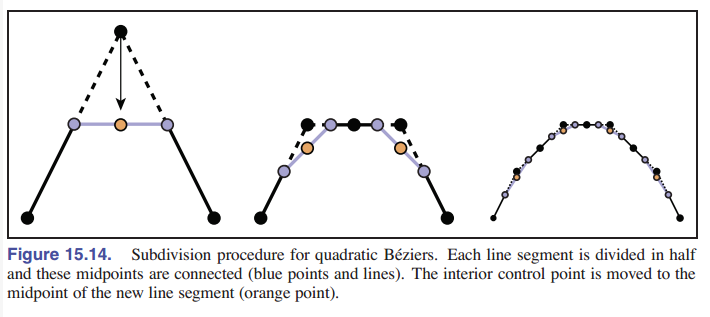 Figure 15.14. Subdivision procedure for quadratic Béziers. Each line segment is divided in half
and these midpoints are connected (blue points and lines). The interior control point is moved to the
midpoint of the new line segment (orange point).